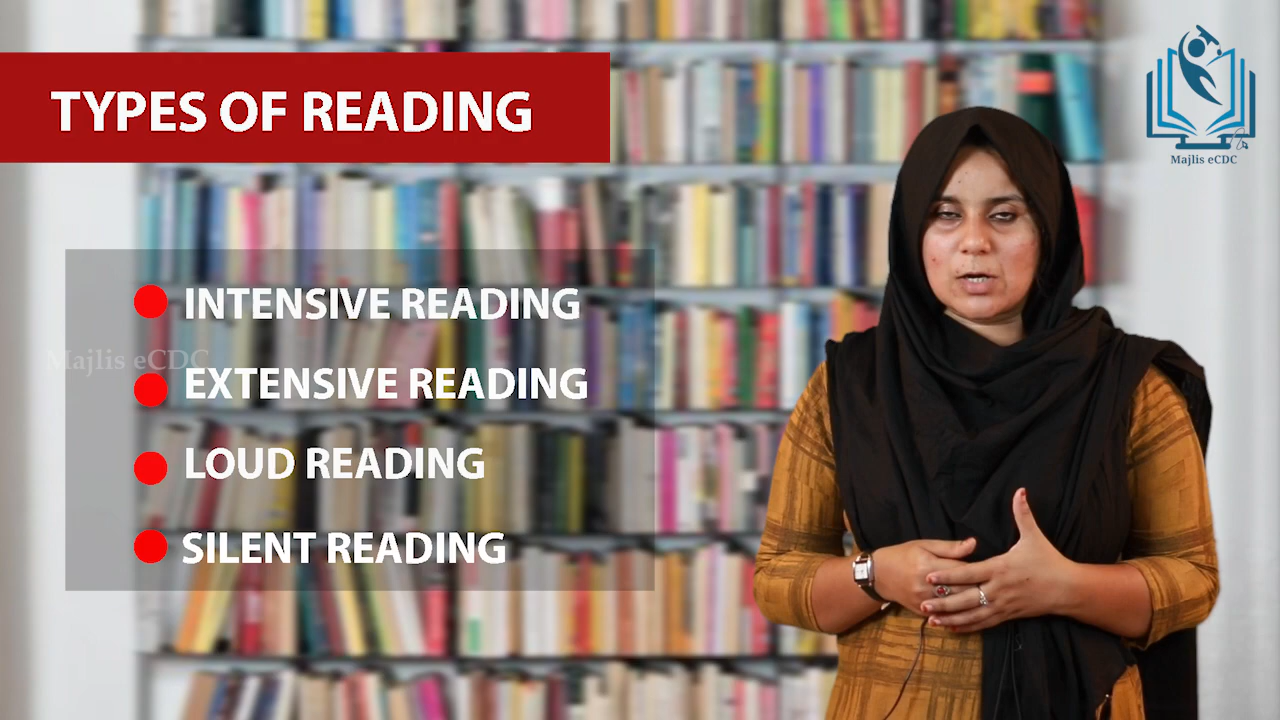 TYPES OF READING
Majlis eCDC
INTENSIVE READING
Majlis eCDC
EXTENSIVE READING
LOUD READING
SILENT READING